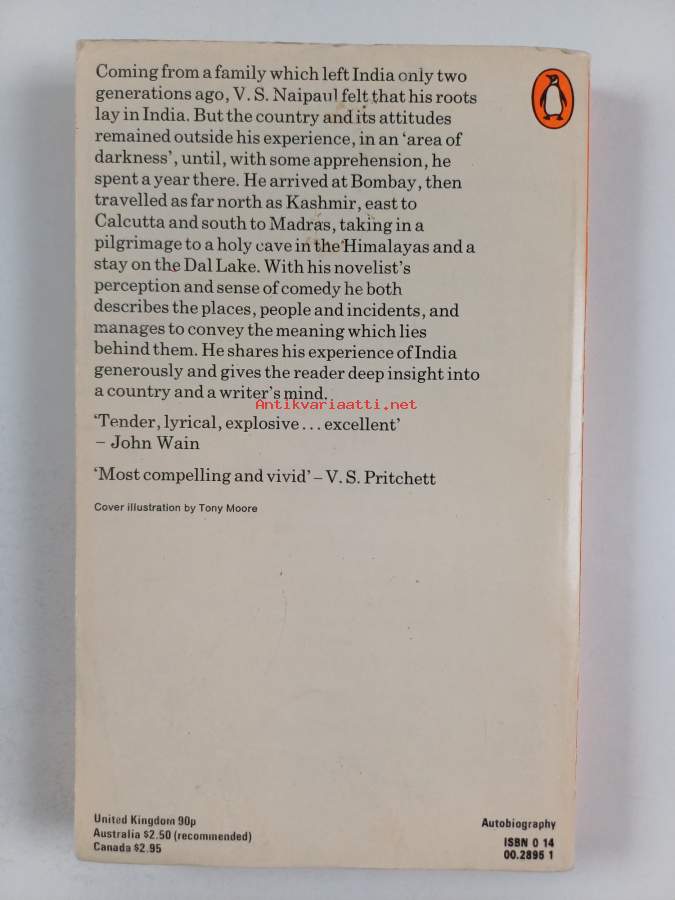 Coming from a family which left India only two
generations ago, V. S. Naipaul felt that his roots
lay in India. But the country and its attitudes
remained outside his experience, in an ‘area of
darkness’, until, with some apprehension, he
spent a year there. He arrived at Bombay, then
travelled as far north as Kashmir, east to
Calcutta and south to Madras, taking in a
pilgrimage to a holy cave in the Himalayas and a
stay on the Dal Lake. With his novelist’s
perception and sense of comedy he both
describes the places, people and incidents, and
manages to convey the meaning which lies
behind them. He shares his experience of India
generously and gives the reader deep insight into
a country and a writer’s mind.
Antikvariaatti.net
‘Tender, lyrical, explosive . . . excellent’
– John Wain
‘Most compelling and vivid’ – V. S. Pritchett
Cover illustration by Tony Moore
United Kingdom 90p
Australia $2.50 (recommended)
Canada $2.95
Autobiography
ISBN 0 14
00.2895 1